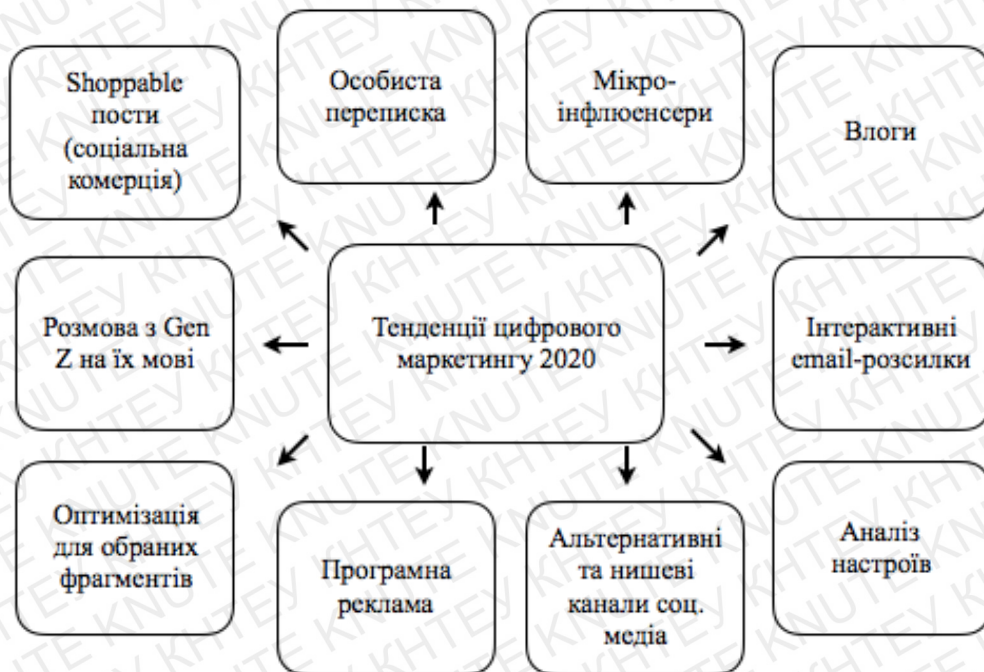 Shoppable
пости
(соціальна
комерція)
Особиста
переписка
Мікро-
інфлюенсери
Влоги
Розмова з Gen
Z на їх мові
Тенденції цифрового
маркетингу 2020
Інтерактивні
email-розсилки
Оптимізація
для обраних
фрагментів
Програмна
реклама
Альтернативні
та нишеві
канали соц.
медіа
Аналіз
настроїв